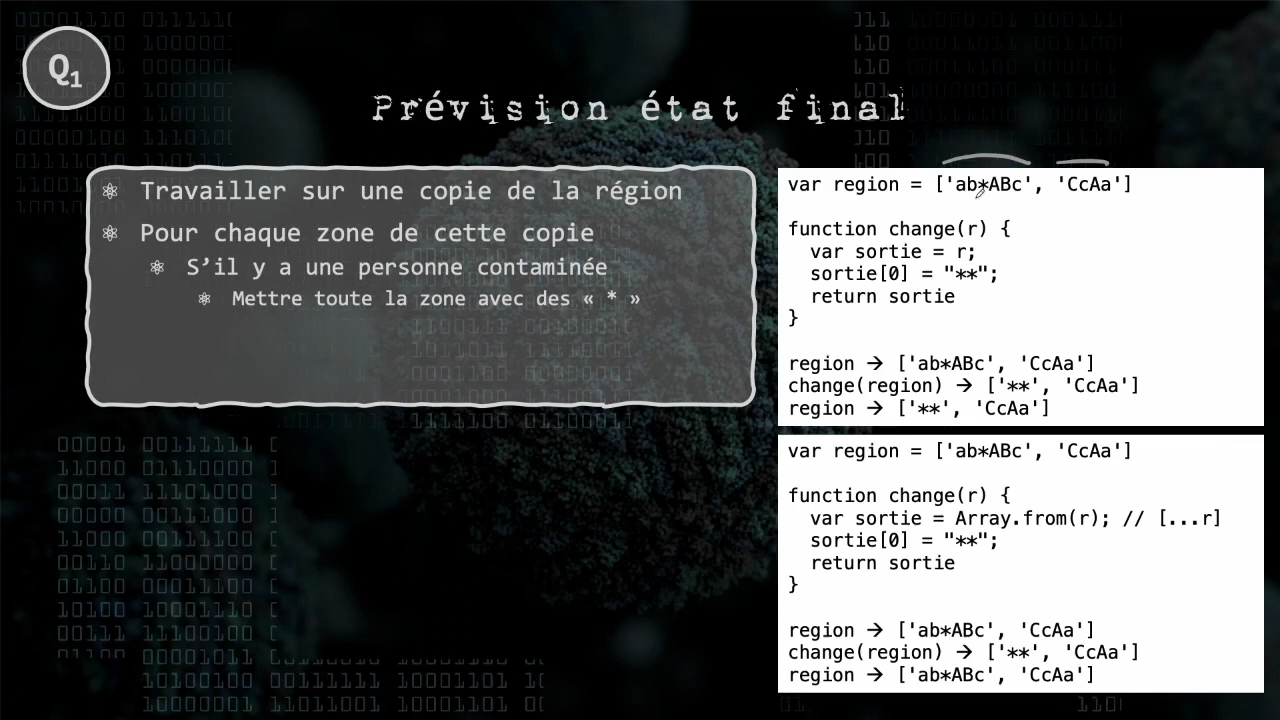 Q1
Prévision état final
Travailler sur une copie de la région
Pour chaque zone de cette copie
S'il y a une personne contaminée
Mettre toute la zone avec des « * »
var region = ['ab*ABc', 'CcAa']
function change(r) {
var sortie = r;
sortie[0] = "**";
return sortie
}
region → ['ab*ABc', 'CcAa']
change(region) → ['**', 'CcAa']
region → ['**', 'CcAa']
var region = ['ab*ABc', 'CcAa']
function change(r) {
var sortie = Array.from(r); // [...r]
sortie[0] = "**";
return sortie
}
region → ['ab*ABc', 'CcAa']
change(region) → ['**', 'CcAa']
region → ['ab*ABc', 'CcAa']